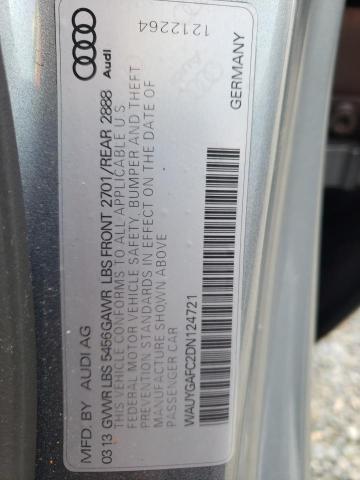 MFD. BY AUDI AG
03 13 GVWR LBS 5456 GAWR LBS FRONT 2701/REAR 2888
THIS VEHICLE CONFORMS TO ALL APPLICABLE U S
FEDERAL MOTOR VEHICLE SAFETY, BUMPER AND THEFT
PREVENTION STANDARDS IN EFFECT ON THE DATE OF
MANUFACTURE SHOWN ABOVE
PASSENGER CAR
WAUYGAFC2DN124721
Audi
1212264
GERMANY